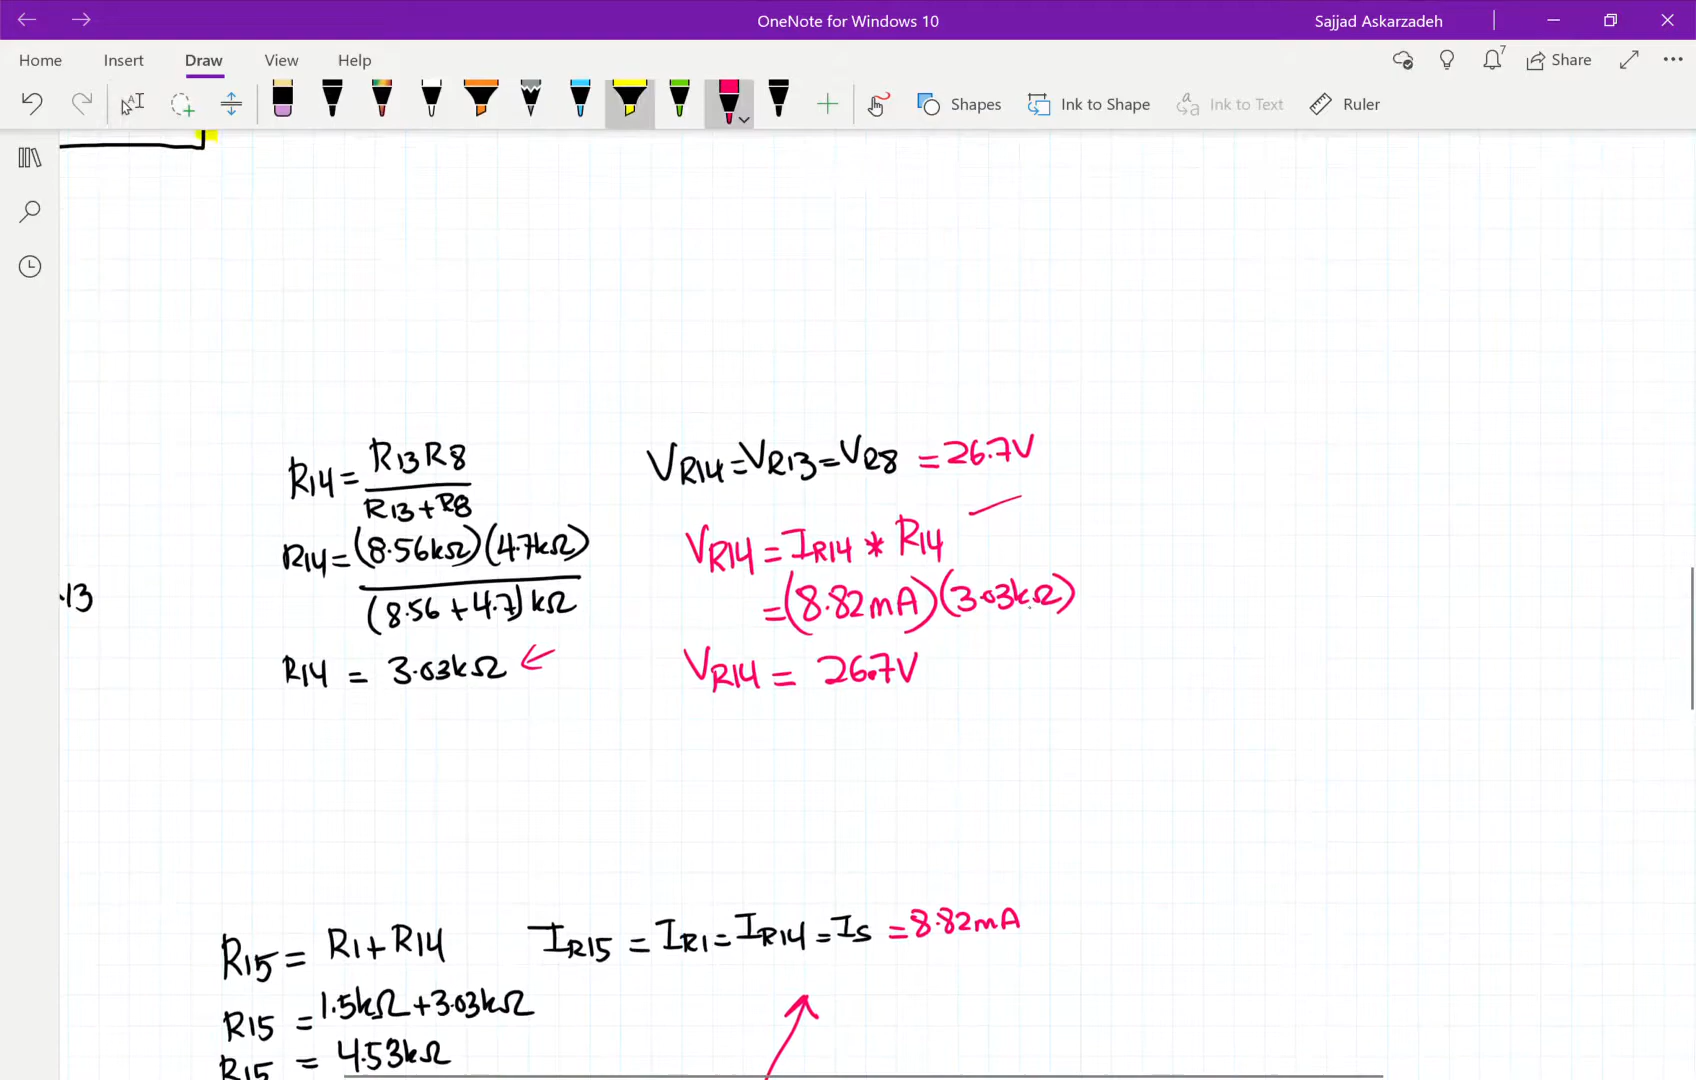 OneNote for Windows 10
Sajjad Askarzadeh
Home Insert Draw View Help
7
Share
Shapes
Ink to Shape
Ink to Text
Ruler
R14 = R13 R8
R13 + R8
R14 = (8.56kΩ)(4.7kΩ)
(8.56 + 4.7) kΩ
R14 = 3.03kΩ ←
13
VR14 = VR13 = VR8 = 26.7V
VR14 = IR14 * R14
= (8.82mA)(3.03kΩ)
VR14 = 26.7V
R15 = R1 + R14
IR15 = IR1 = IR14 = IS = 8.82mA
R15 = 1.5kΩ + 3.03kΩ
R15 = 4.53kΩ